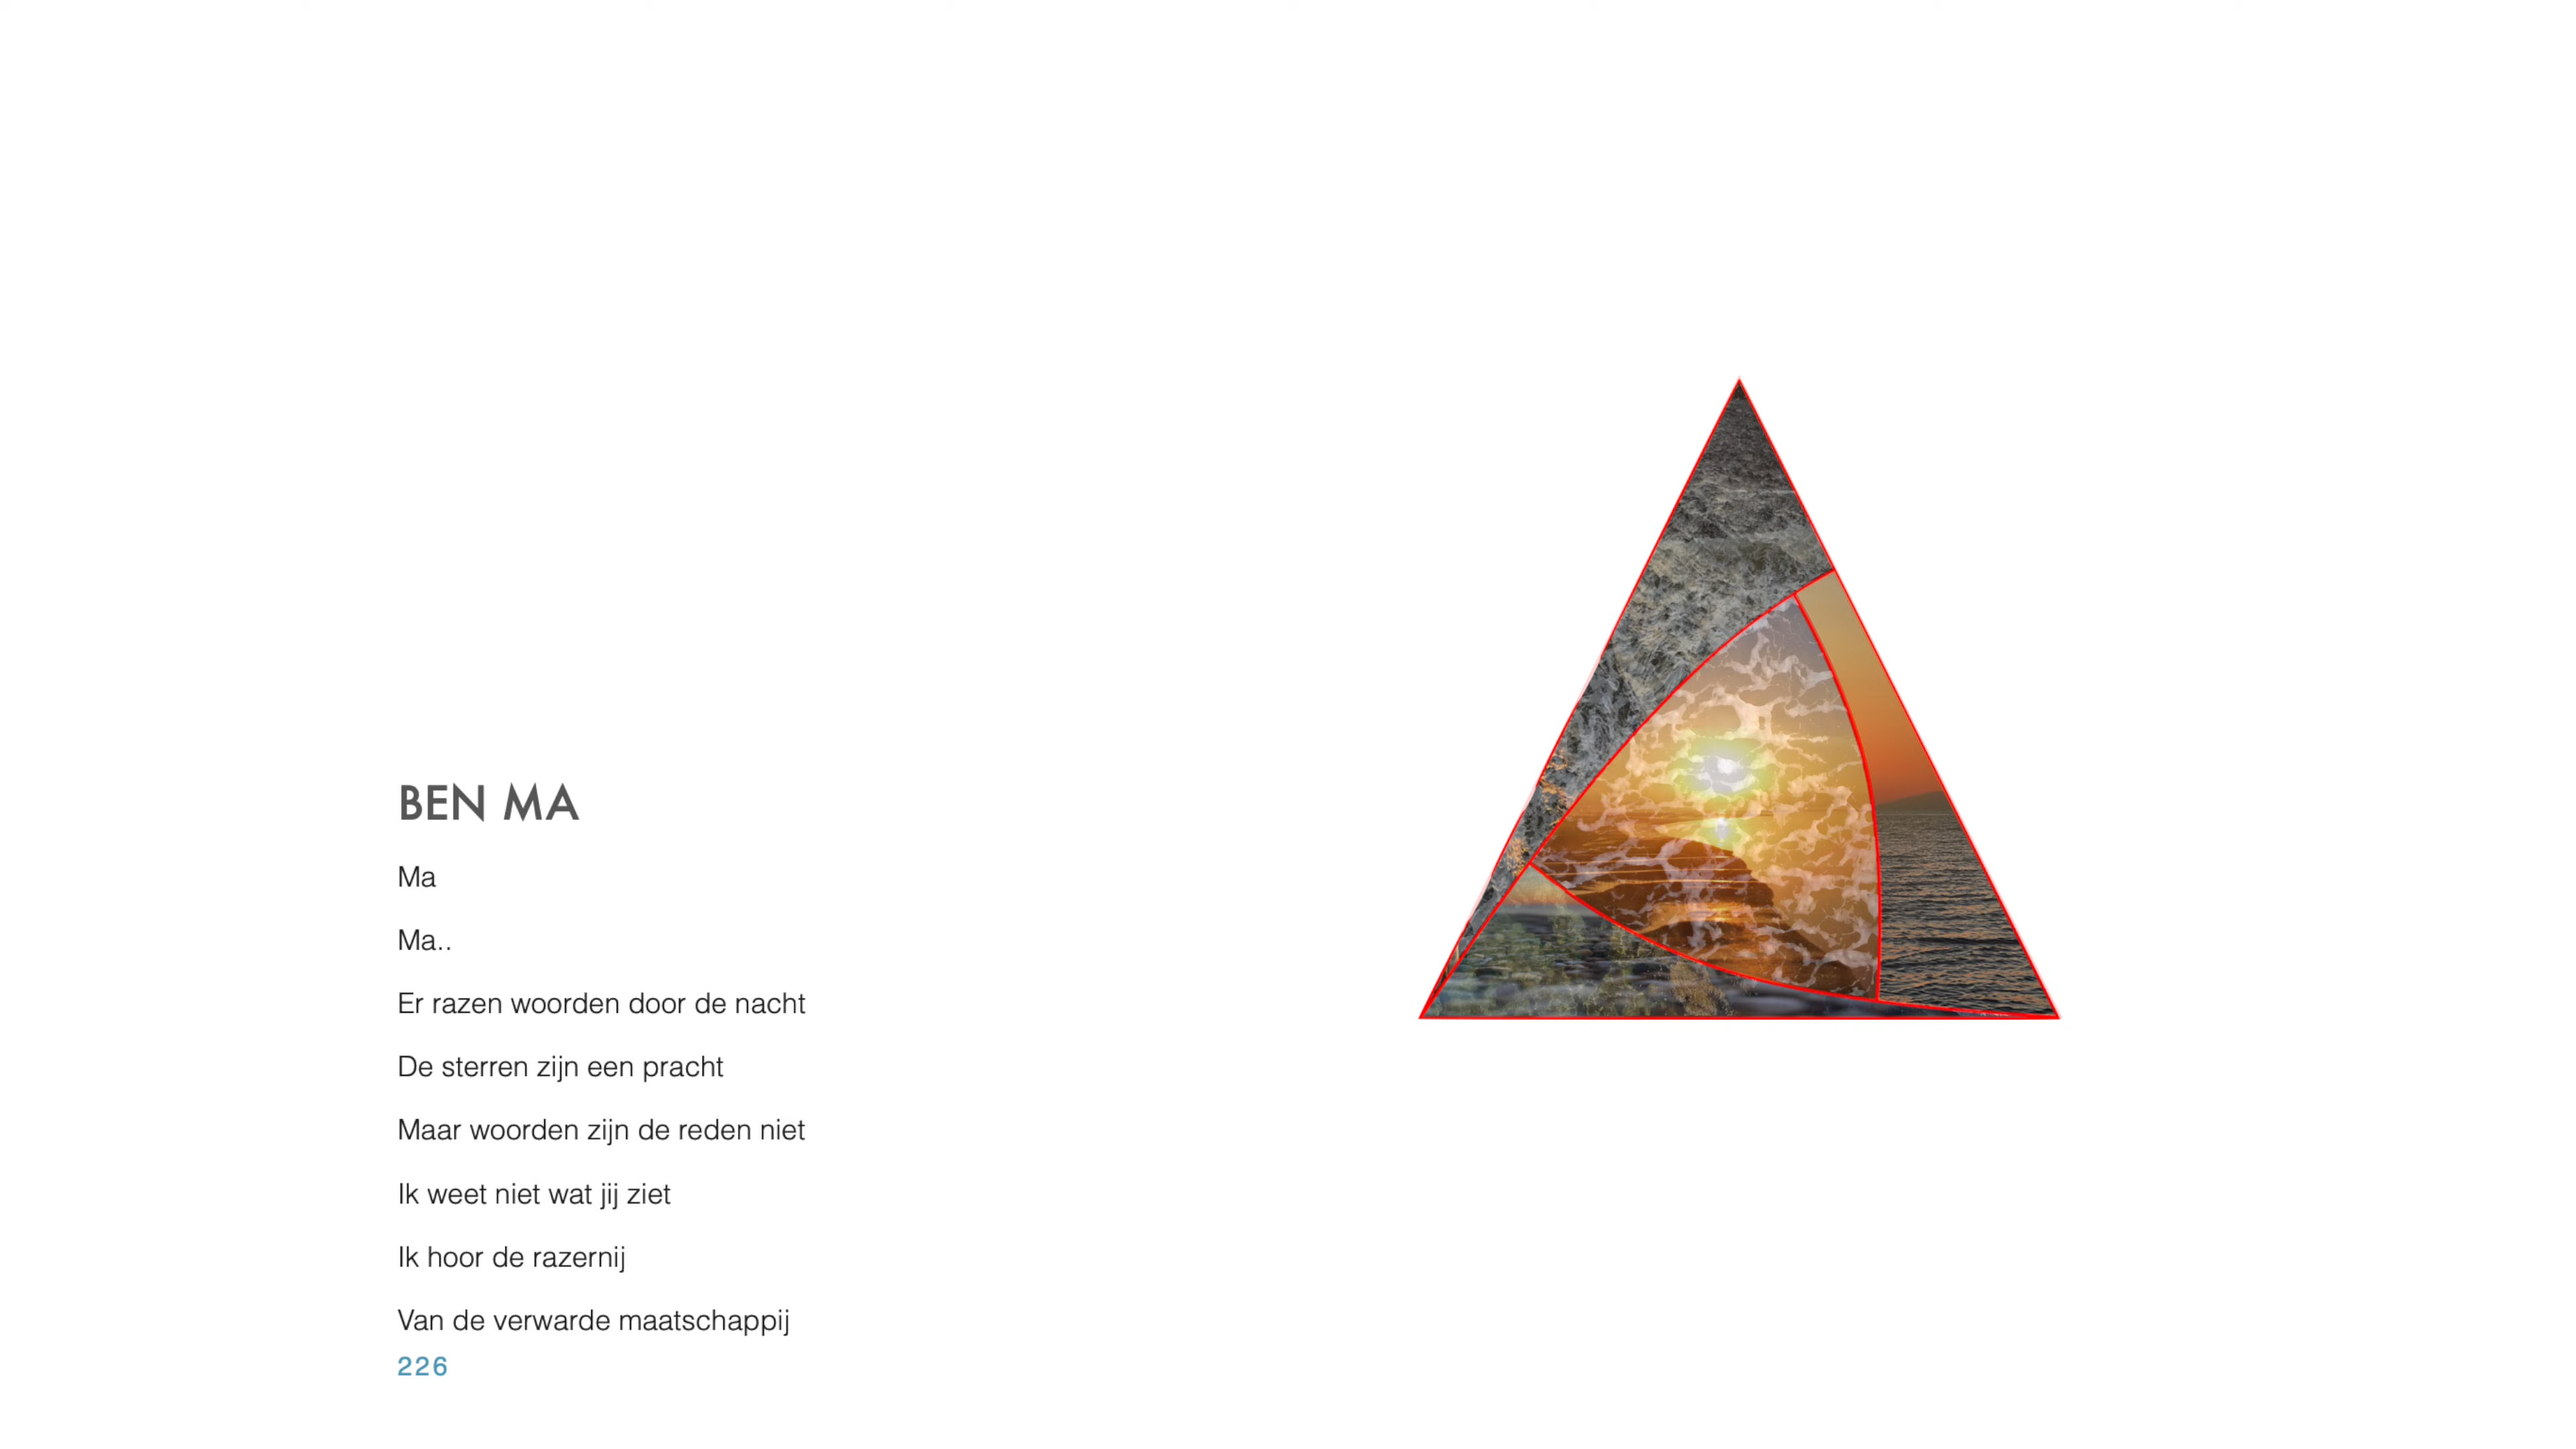 BEN MA
Ma
Ma..
Er razen woorden door de nacht
De sterren zijn een pracht
Maar woorden zijn de reden niet
Ik weet niet wat jij ziet
Ik hoor de razernij
Van de verwarde maatschappij
226